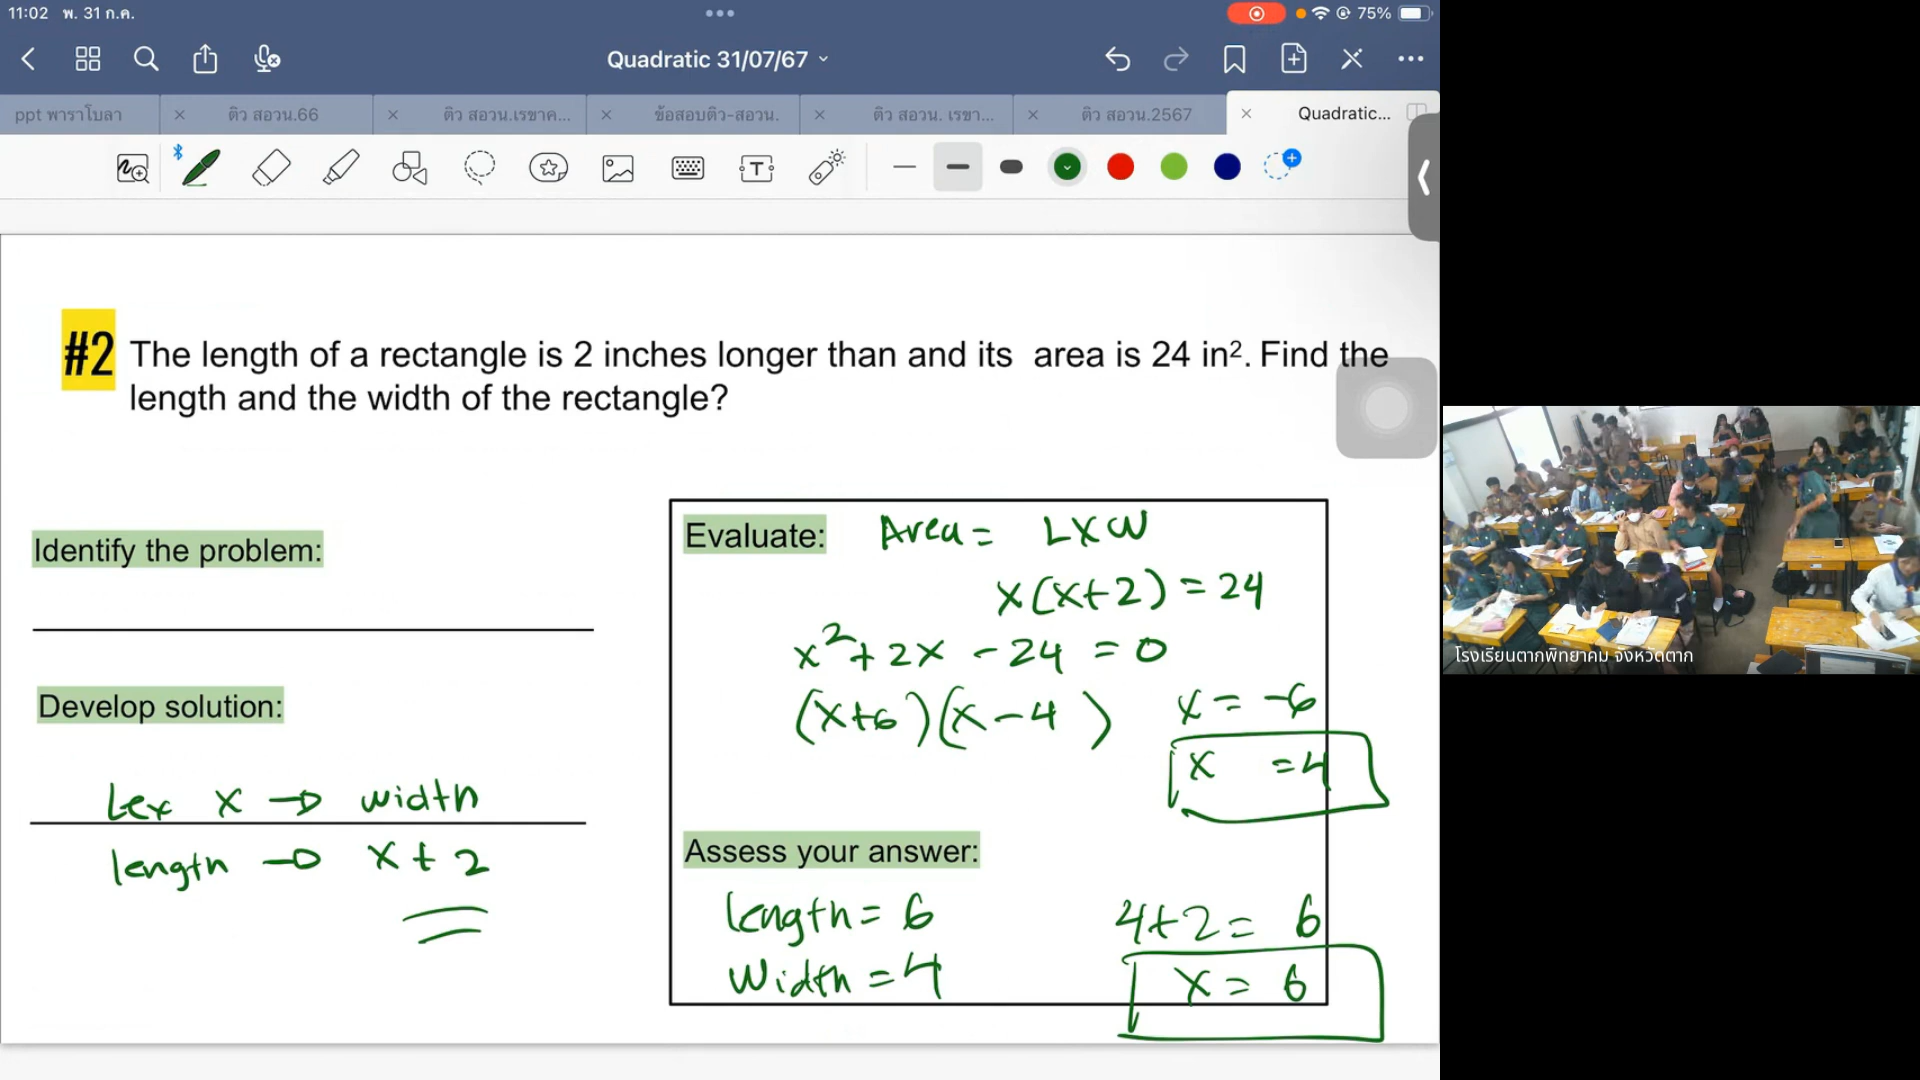 11:02 พ. 31 ก.ค.
75%
Quadratic 31/07/67
ppt พาราโบลา
ติว สอวน.66
ติว สอวน.เรขาค...
ข้อสอบติว-สอวน.
ติว สอวน. เรขา...
ติว สอวน.2567
Quadratic...
#2 The length of a rectangle is 2 inches longer than and its area is 24 in². Find the
length and the width of the rectangle?
Identify the problem:
Develop solution:
Lex x → width
length → x + 2
Evaluate: Area = L X W
x(x+2) = 24
x² + 2x - 24 = 0
(x+6)(x-4) x = -6
x = 4
Assess your answer:
length = 6 4+2 = 6
Width = 4 x = 6
โรงเรียนตากพิทยาคม จังหวัดตาก